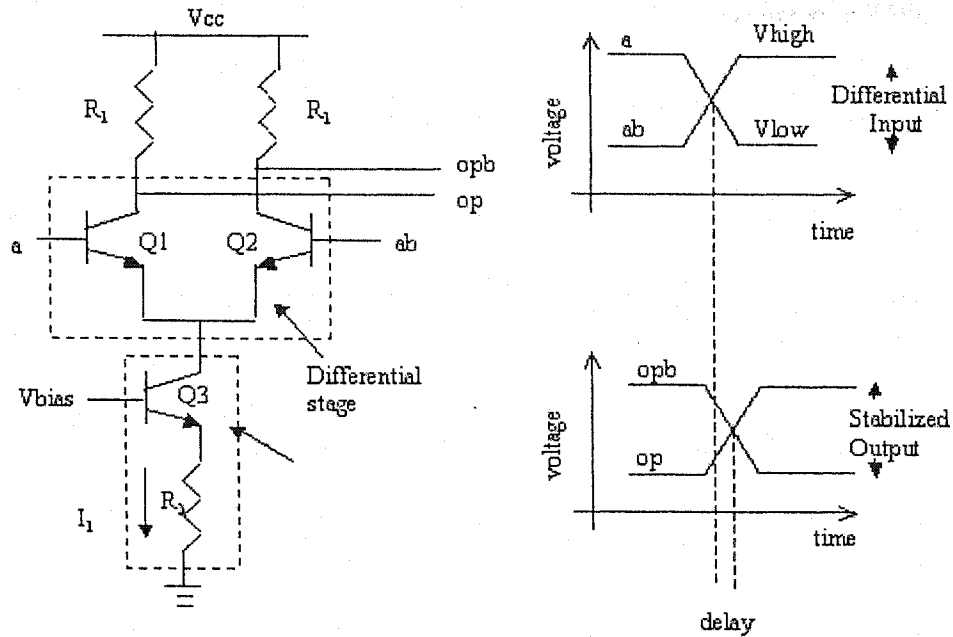 Vcc
R1
R1
opb
op
a
Q1
Q2
ab
Differential
stage
Vbias
Q3
I1
R
a
Vhigh
ab
Vlow
voltage
Differential
Input
time
opb
op
voltage
Stabilized
Output
time
delay